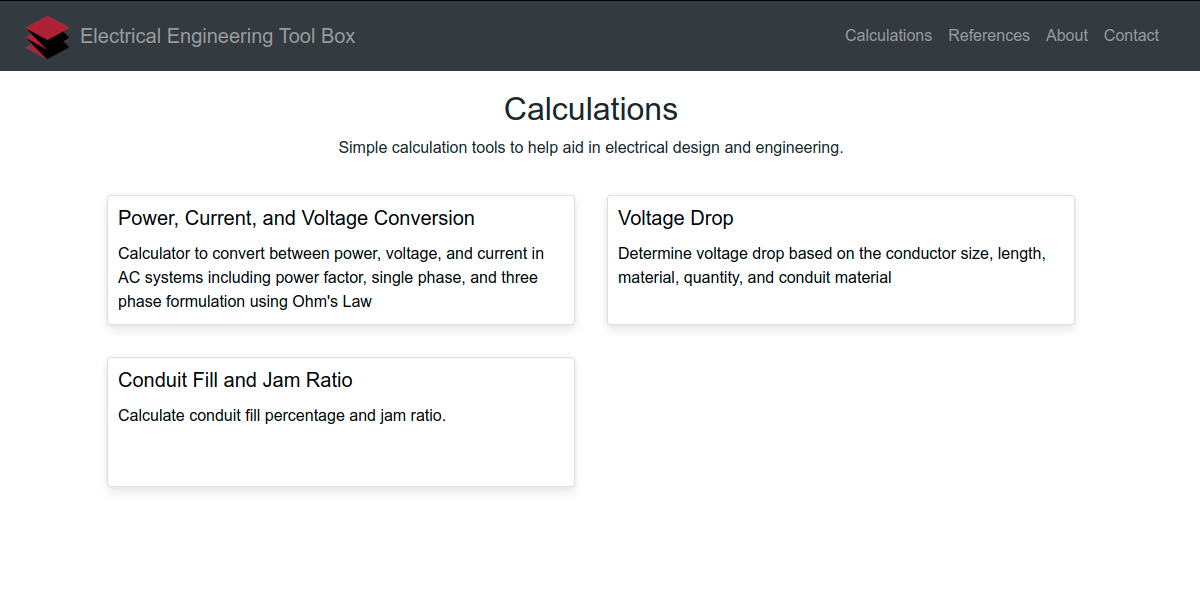 Electrical Engineering Tool Box
Calculations
References
About
Contact
Calculations
Simple calculation tools to help aid in electrical design and engineering.
Power, Current, and Voltage Conversion
Calculator to convert between power, voltage, and current in
AC systems including power factor, single phase, and three
phase formulation using Ohm's Law
Voltage Drop
Determine voltage drop based on the conductor size, length,
material, quantity, and conduit material
Conduit Fill and Jam Ratio
Calculate conduit fill percentage and jam ratio.